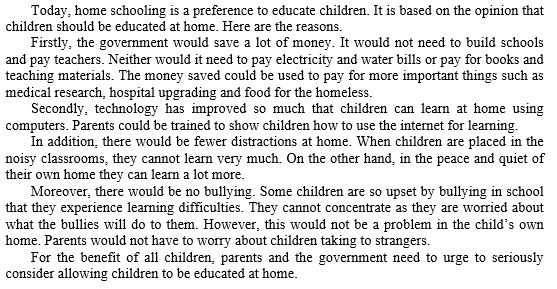 Today, home schooling is a preference to educate children. It is based on the opinion that
children should be educated at home. Here are the reasons.
Firstly, the government would save a lot of money. It would not need to build schools
and pay teachers. Neither would it need to pay electricity and water bills or pay for books and
teaching materials. The money saved could be used to pay for more important things such as
medical research, hospital upgrading and food for the homeless.
Secondly, technology has improved so much that children can learn at home using
computers. Parents could be trained to show children how to use the internet for learning.
In addition, there would be fewer distractions at home. When children are placed in the
noisy classrooms, they cannot learn very much. On the other hand, in the peace and quiet of
their own home they can learn a lot more.
Moreover, there would be no bullying. Some children are so upset by bullying in school
that they experience learning difficulties. They cannot concentrate as they are worried about
what the bullies will do to them. However, this would not be a problem in the child's own
home. Parents would not have to worry about children taking to strangers.
For the benefit of all children, parents and the government need to urge to seriously
consider allowing children to be educated at home.